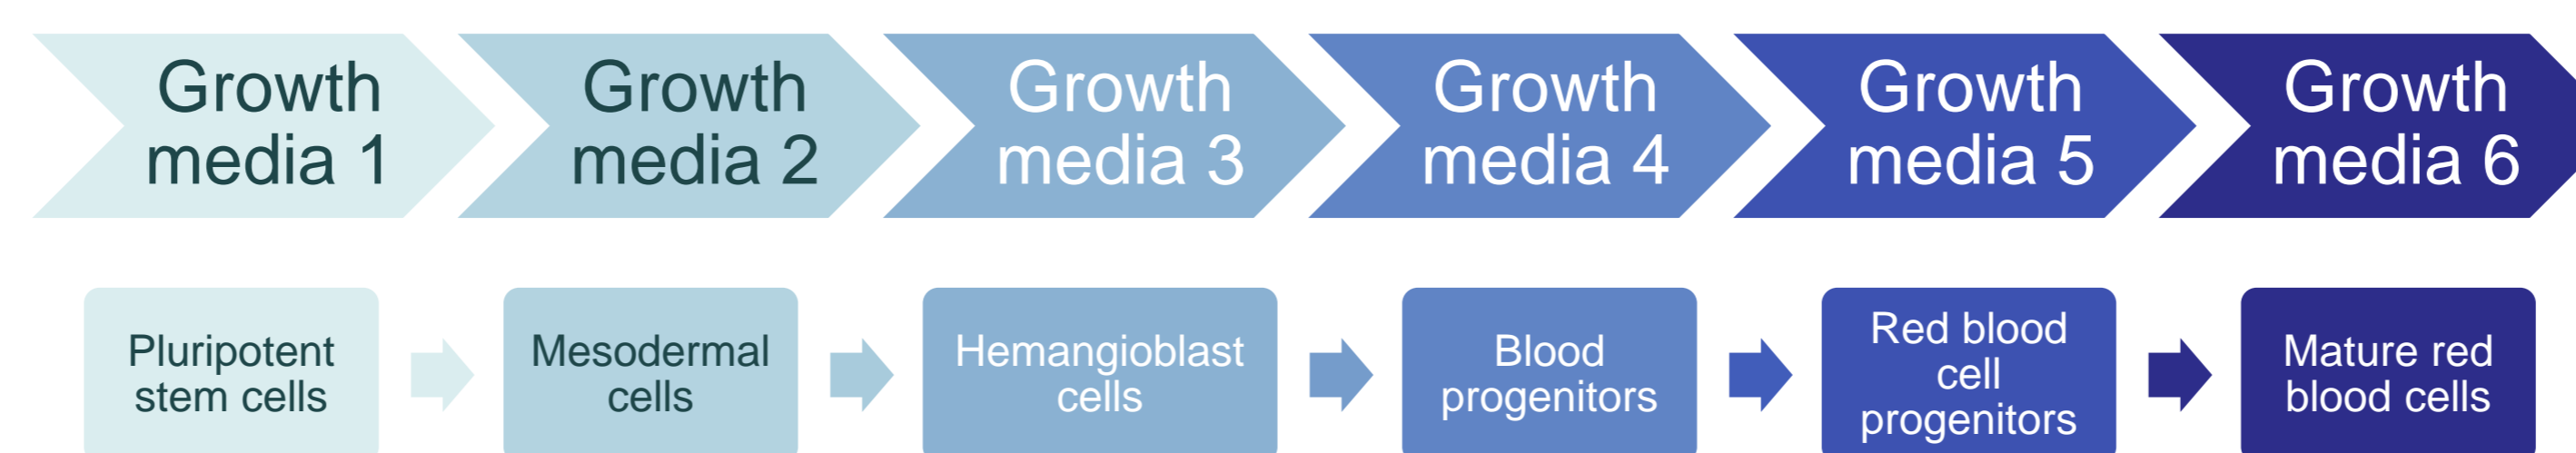 Growth
media 1
Growth
media 2
Growth
media 3
Growth
media 4
Growth
media 5
Growth
media 6
Pluripotent
stem cells
Mesodermal
cells
Hemangioblast
cells
Blood
progenitors
Red blood
cell
progenitors
Mature red
blood cells